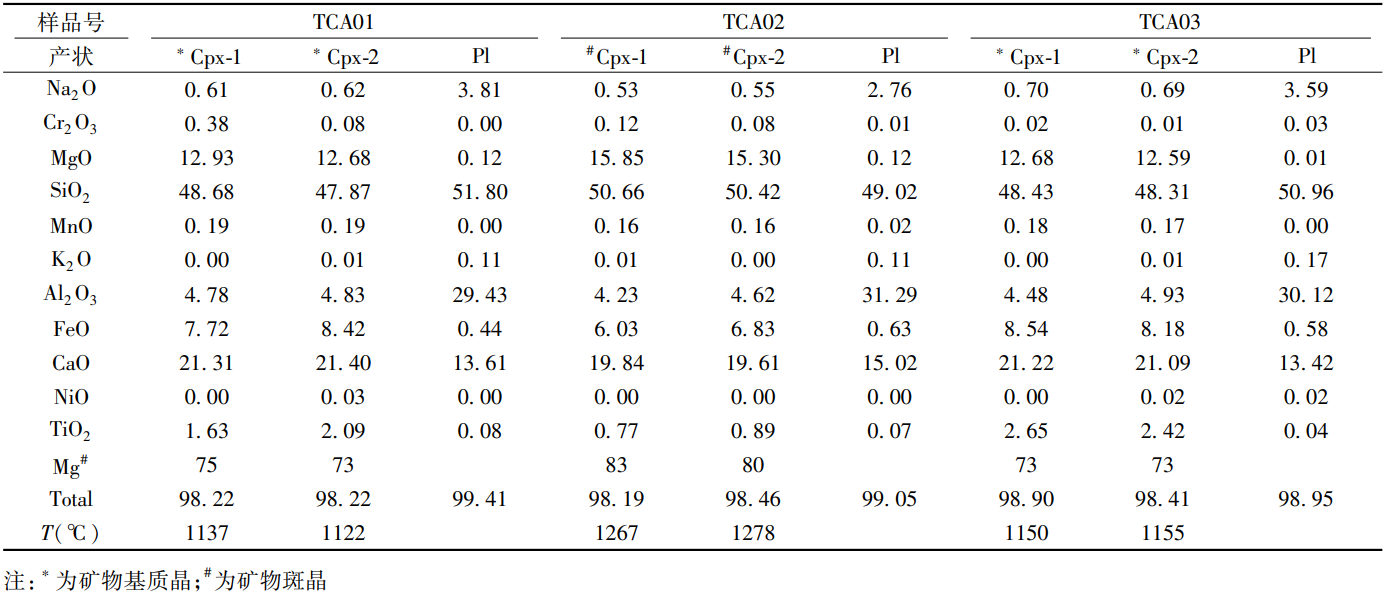 样品号 TCA01 TCA02 TCA03
产状 * Cpx-1 * Cpx-2 Pl #Cpx-1 #Cpx-2 Pl * Cpx-1 * Cpx-2 Pl
Na2O 0.61 0.62 3.81 0.53 0.55 2.76 0.70 0.69 3.59
Cr2O3 0.38 0.08 0.00 0.12 0.08 0.01 0.02 0.01 0.03
MgO 12.93 12.68 0.12 15.85 15.30 0.12 12.68 12.59 0.01
SiO2 48.68 47.87 51.80 50.66 50.42 49.02 48.43 48.31 50.96
MnO 0.19 0.19 0.00 0.16 0.16 0.02 0.18 0.17 0.00
K2O 0.00 0.01 0.11 0.01 0.00 0.11 0.00 0.01 0.17
Al2O3 4.78 4.83 29.43 4.23 4.62 31.29 4.48 4.93 30.12
FeO 7.72 8.42 0.44 6.03 6.83 0.63 8.54 8.18 0.58
CaO 21.31 21.40 13.61 19.84 19.61 15.02 21.22 21.09 13.42
NiO 0.00 0.03 0.00 0.00 0.00 0.00 0.00 0.02 0.02
TiO2 1.63 2.09 0.08 0.77 0.89 0.07 2.65 2.42 0.04
Mg# 75 73 83 80 73 73
Total 98.22 98.22 99.41 98.19 98.46 99.05 98.90 98.41 98.95
T(℃) 1137 1122 1267 1278 1150 1155
注:* 为矿物基质晶;#为矿物斑晶